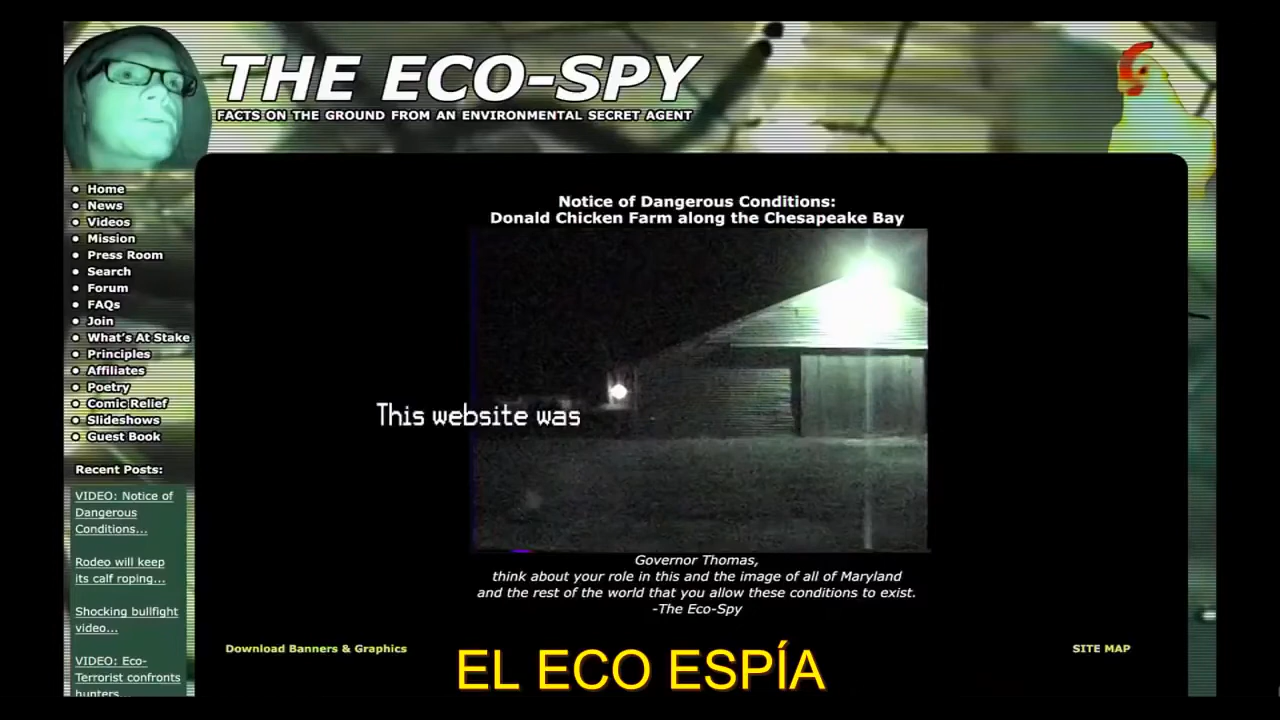 THE ECO-SPY
FACTS ON THE GROUND FROM AN ENVIRONMENTAL SECRET AGENT
Home
News
Videos
Mission
Press Room
Search
Forum
FAQs
Join
What's At Stake
Principles
Affiliates
Poetry
Comic Relief
Slideshows
Guest Book
Recent Posts:
VIDEO: Notice of
Dangerous
Conditions...
Rodeo will keep
its calf roping...
Shocking bullfight
video...
VIDEO: Eco-
Terrorist confronts
hunters...
Notice of Dangerous Conditions:
Donald Chicken Farm along the Chesapeake Bay
This website was
Governor Thomas,
think about your role in this and the image of all of Maryland
and the rest of the world that you allow these conditions to exist.
-The Eco-Spy
Download Banners & Graphics
SITE MAP
EL ECO ESPÍA